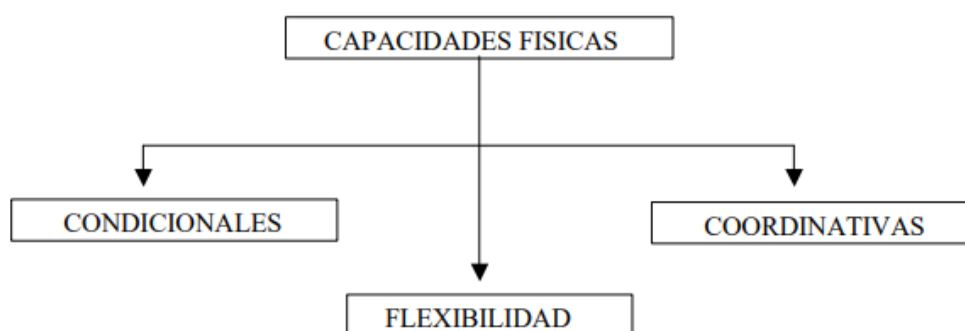 CAPACIDADES FISICAS
CONDICIONALES
COORDINATIVAS
FLEXIBILIDAD